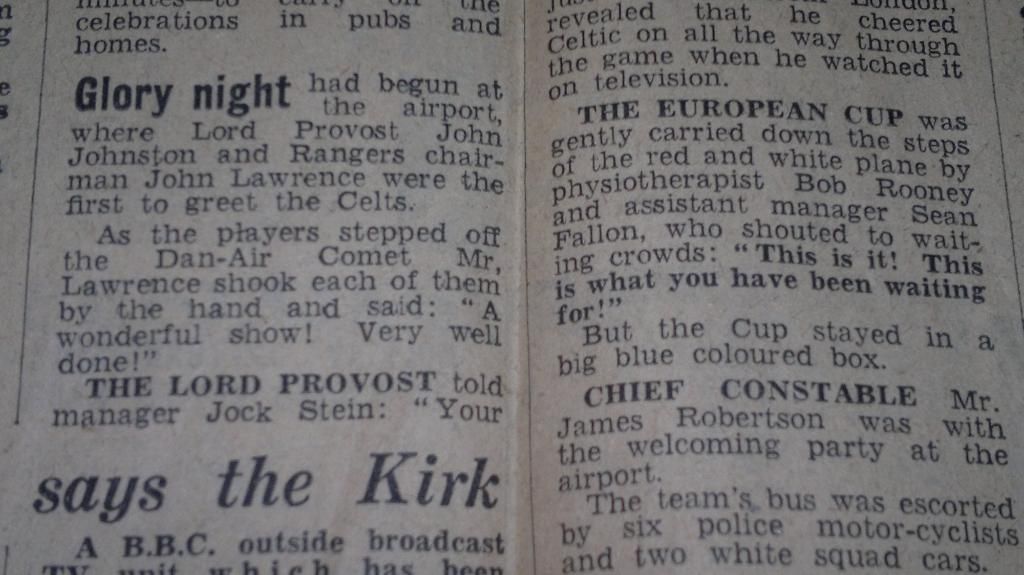 the
celebrations in pubs and
homes.
Glory night had begun at
the airport,
where Lord Provost John
Johnston and Rangers chair-
man John Lawrence were the
first to greet the Celts.
As the players stepped off
the Dan-Air Comet Mr,
Lawrence shook each of them
by the hand and said: "A
wonderful show! Very well
done!"
THE LORD PROVOST told
manager Jock Stein: "Your
says the Kirk
A B.B.C. outside broadcast
TV unit which has been
London,
revealed that he cheered
Celtic on all the way through
the game when he watched it
on television.
THE EUROPEAN CUP was
gently carried down the steps
of the red and white plane by
physiotherapist Bob Rooney
and assistant manager Sean
Fallon, who shouted to wait-
ing crowds: "This is it! This
is what you have been waiting
for!"
But the Cup stayed in a
big blue coloured box.
CHIEF CONSTABLE Mr.
James Robertson was with
the welcoming party at the
airport.
The team's bus was escorted
by six police motor-cyclists
and two white squad cars.